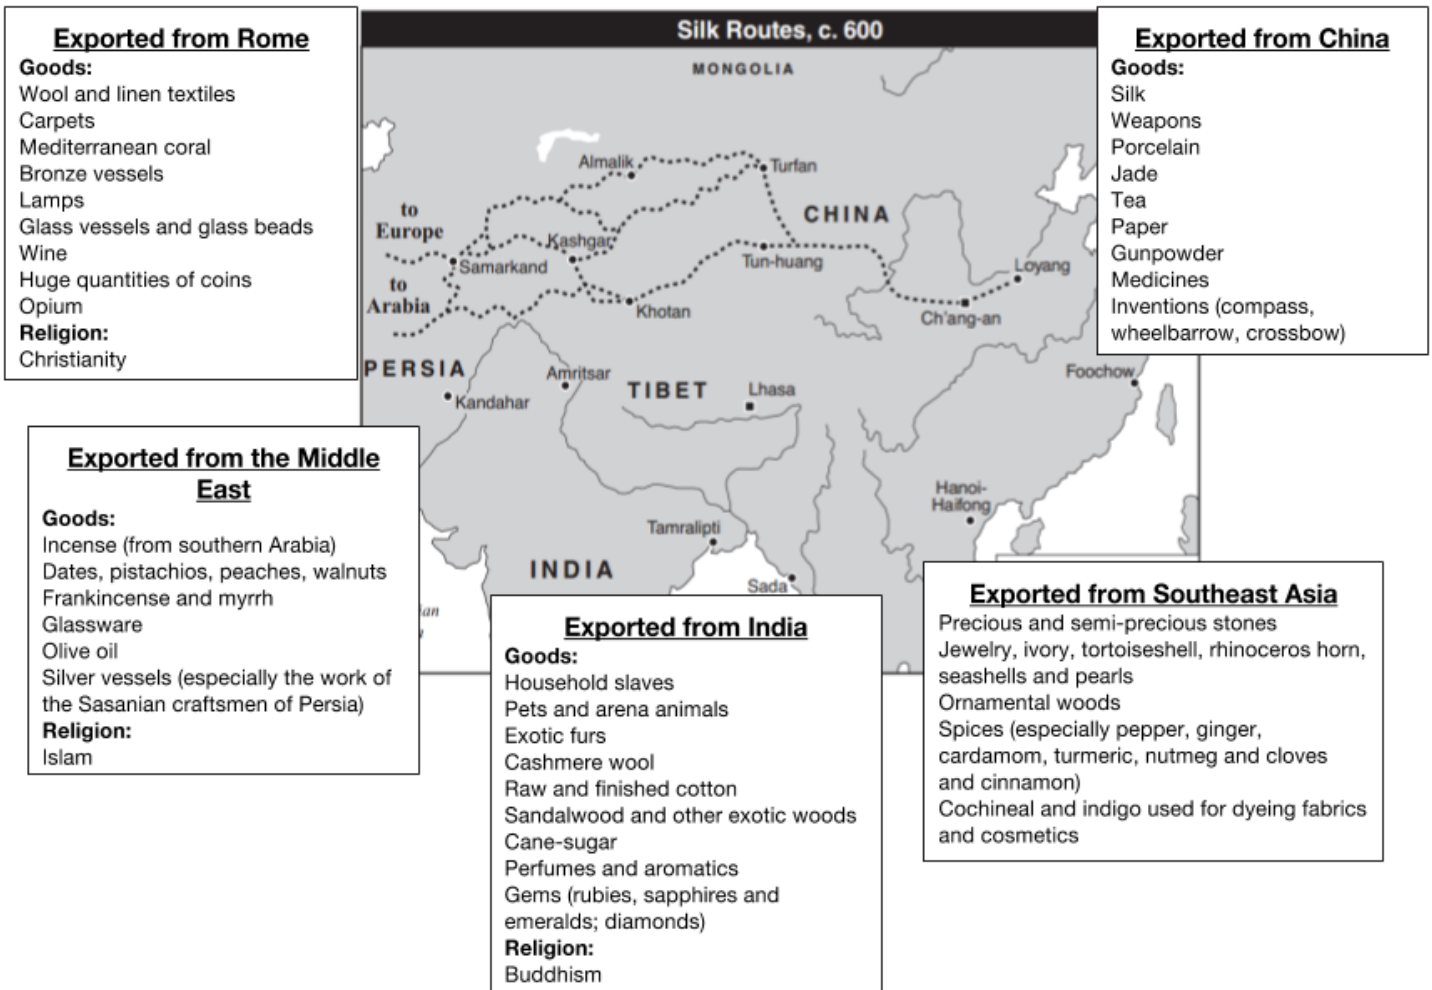 Exported from Rome
Goods:
Wool and linen textiles
Carpets
Mediterranean coral
Bronze vessels
Lamps
Glass vessels and glass beads
Wine
Huge quantities of coins
Opium
Religion:
Christianity
Silk Routes, c. 600
MONGOLIA
Almalik
Turfan
to
Europe
CHINA
Kashgar
Samarkand
Tun-huang
Loyang
to
Arabia
Khotan
Ch'ang-an
PERSIA
Amritsar
TIBET
Lhasa
Foochow
Kandahar
Hanoi-
Haifong
Tamralipti
INDIA
Sada
ian
Exported from China
Goods:
Silk
Weapons
Porcelain
Jade
Tea
Paper
Gunpowder
Medicines
Inventions (compass,
wheelbarrow, crossbow)
Exported from the Middle
East
Goods:
Incense (from southern Arabia)
Dates, pistachios, peaches, walnuts
Frankincense and myrrh
Glassware
Olive oil
Silver vessels (especially the work of
the Sasanian craftsmen of Persia)
Religion:
Islam
Exported from India
Goods:
Household slaves
Pets and arena animals
Exotic furs
Cashmere wool
Raw and finished cotton
Sandalwood and other exotic woods
Cane-sugar
Perfumes and aromatics
Gems (rubies, sapphires and
emeralds; diamonds)
Religion:
Buddhism
Exported from Southeast Asia
Precious and semi-precious stones
Jewelry, ivory, tortoiseshell, rhinoceros horn,
seashells and pearls
Ornamental woods
Spices (especially pepper, ginger,
cardamom, turmeric, nutmeg and cloves
and cinnamon)
Cochineal and indigo used for dyeing fabrics
and cosmetics